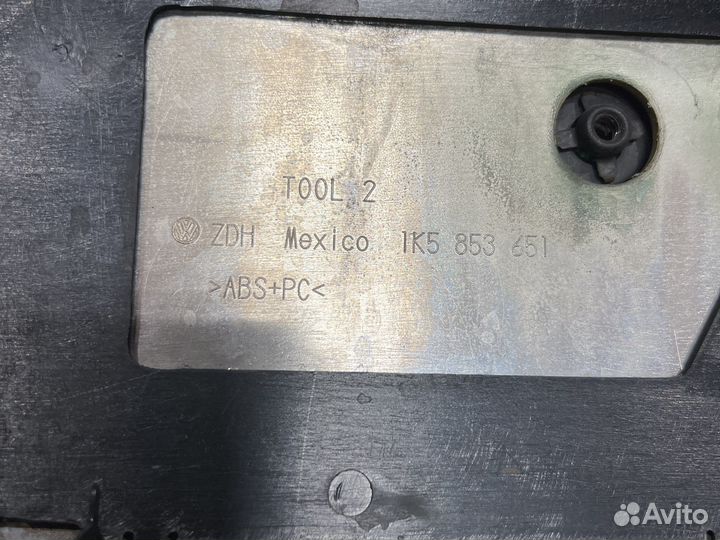 TOOL 2
ZDH Mexico 1K5 853 651
>ABS+PC<
Avito